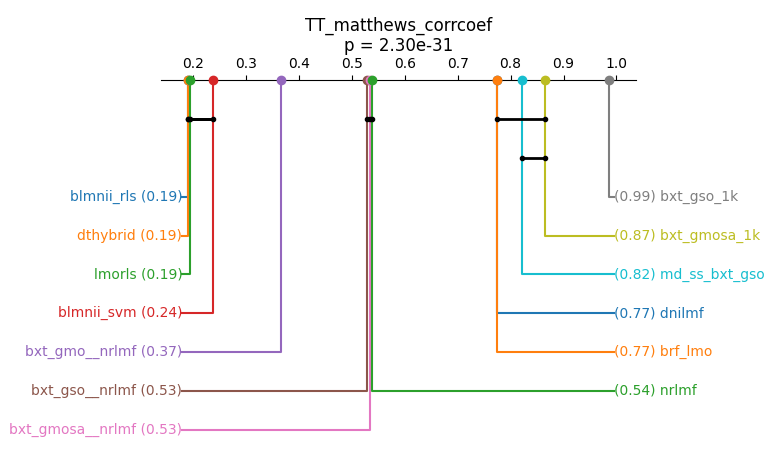 TT_matthews_corrcoef
p = 2.30e-31
0.2 0.3 0.4 0.5 0.6 0.7 0.8 0.9 1.0
blmnii_rls (0.19)
(0.99) bxt_gso_1k
dthybrid (0.19)
(0.87) bxt_gmosa_1k
lmorls (0.19)
(0.82) md_ss_bxt_gso
blmnii_svm (0.24)
(0.77) dnilmf
bxt_gmo__nrlmf (0.37)
(0.77) brf_lmo
bxt_gso__nrlmf (0.53)
(0.54) nrlmf
bxt_gmosa__nrlmf (0.53)